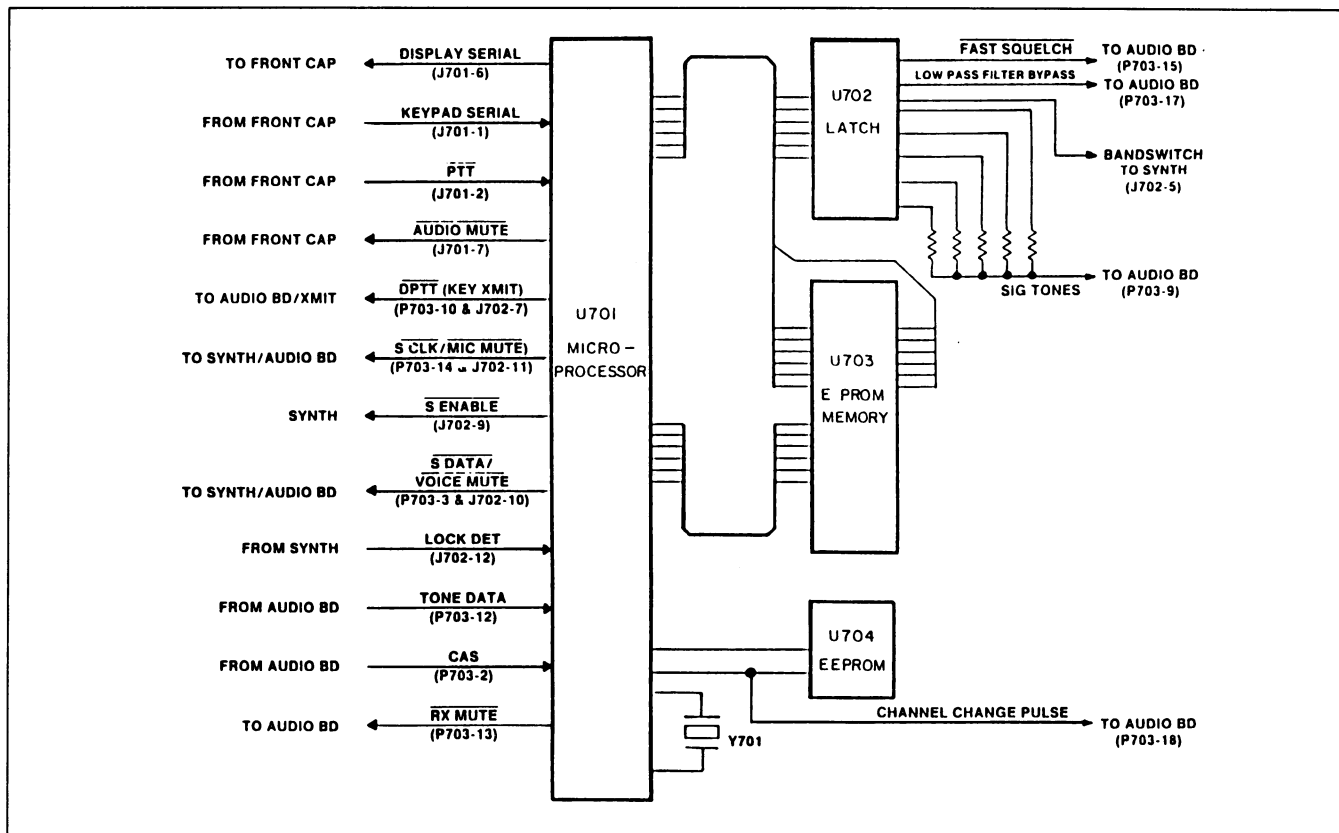 TO FRONT CAP
DISPLAY SERIAL
(J701-6)
FROM FRONT CAP
KEYPAD SERIAL
(J701-1)
FROM FRONT CAP
PTT
(J701-2)
FROM FRONT CAP
AUDIO MUTE
(J701-7)
TO AUDIO BD/XMIT
DPTT (KEY XMIT)
(P703-10 & J702-7)
TO SYNTH/AUDIO BD
S CLK/MIC MUTE)
(P703-14 & J702-11)
SYNTH
S ENABLE
(J702-9)
TO SYNTH/AUDIO BD
S DATA/
VOICE MUTE
(P703-3 & J702-10)
FROM SYNTH
LOCK DET
(J702-12)
FROM AUDIO BD
TONE DATA
(P703-12)
FROM AUDIO BD
CAS
(P703-2)
TO AUDIO BD
RX MUTE
(P703-13)
U701
MICRO-
PROCESSOR
Y701
U702
LATCH
U703
E PROM
MEMORY
U704
EEPROM
FAST SQUELCH
TO AUDIO BD
(P703-15)
LOW PASS FILTER BYPASS
TO AUDIO BD
(P703-17)
BANDSWITCH
TO SYNTH
(J702-5)
SIG TONES
TO AUDIO BD
(P703-9)
CHANNEL CHANGE PULSE
TO AUDIO BD
(P703-18)